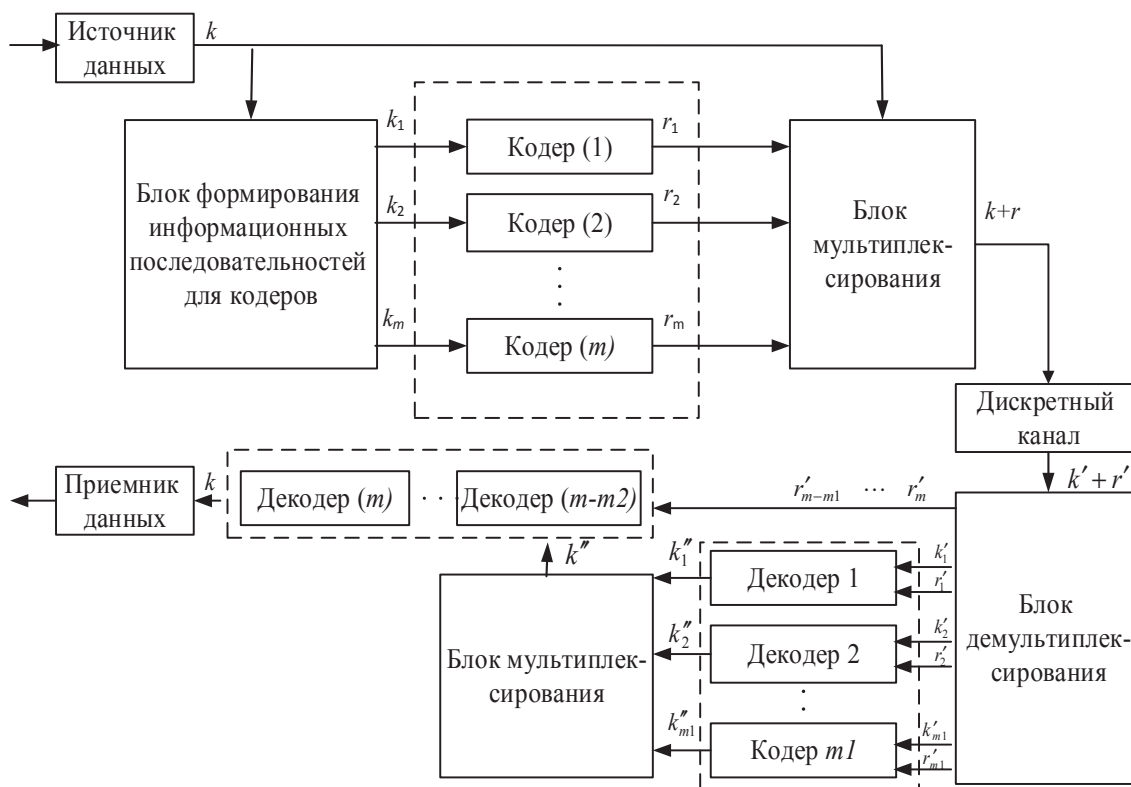 Источник
данных
k
Блок формирования
информационных
последовательностей
для кодеров
k₁
k₂
kₘ
Кодер (1)
Кодер (2)
Кодер (m)
r₁
r₂
rₘ
Блок
мультиплек-
сирования
k+r
Дискретный
канал
k′ + r′
Приемник
данных
k
Декодер (m)
. . .
Декодер (m-m2)
r′ₘ₋ₘ₁ ... r′ₘ
k″
Блок мультиплек-
сирования
k″₁
k″₂
k″ₘ₁
Декодер 1
Декодер 2
Кодер m1
k′₁
r′₁
k′₂
r′₂
k′ₘ₁
r′ₘ₁
Блок
демультиплек-
сирования